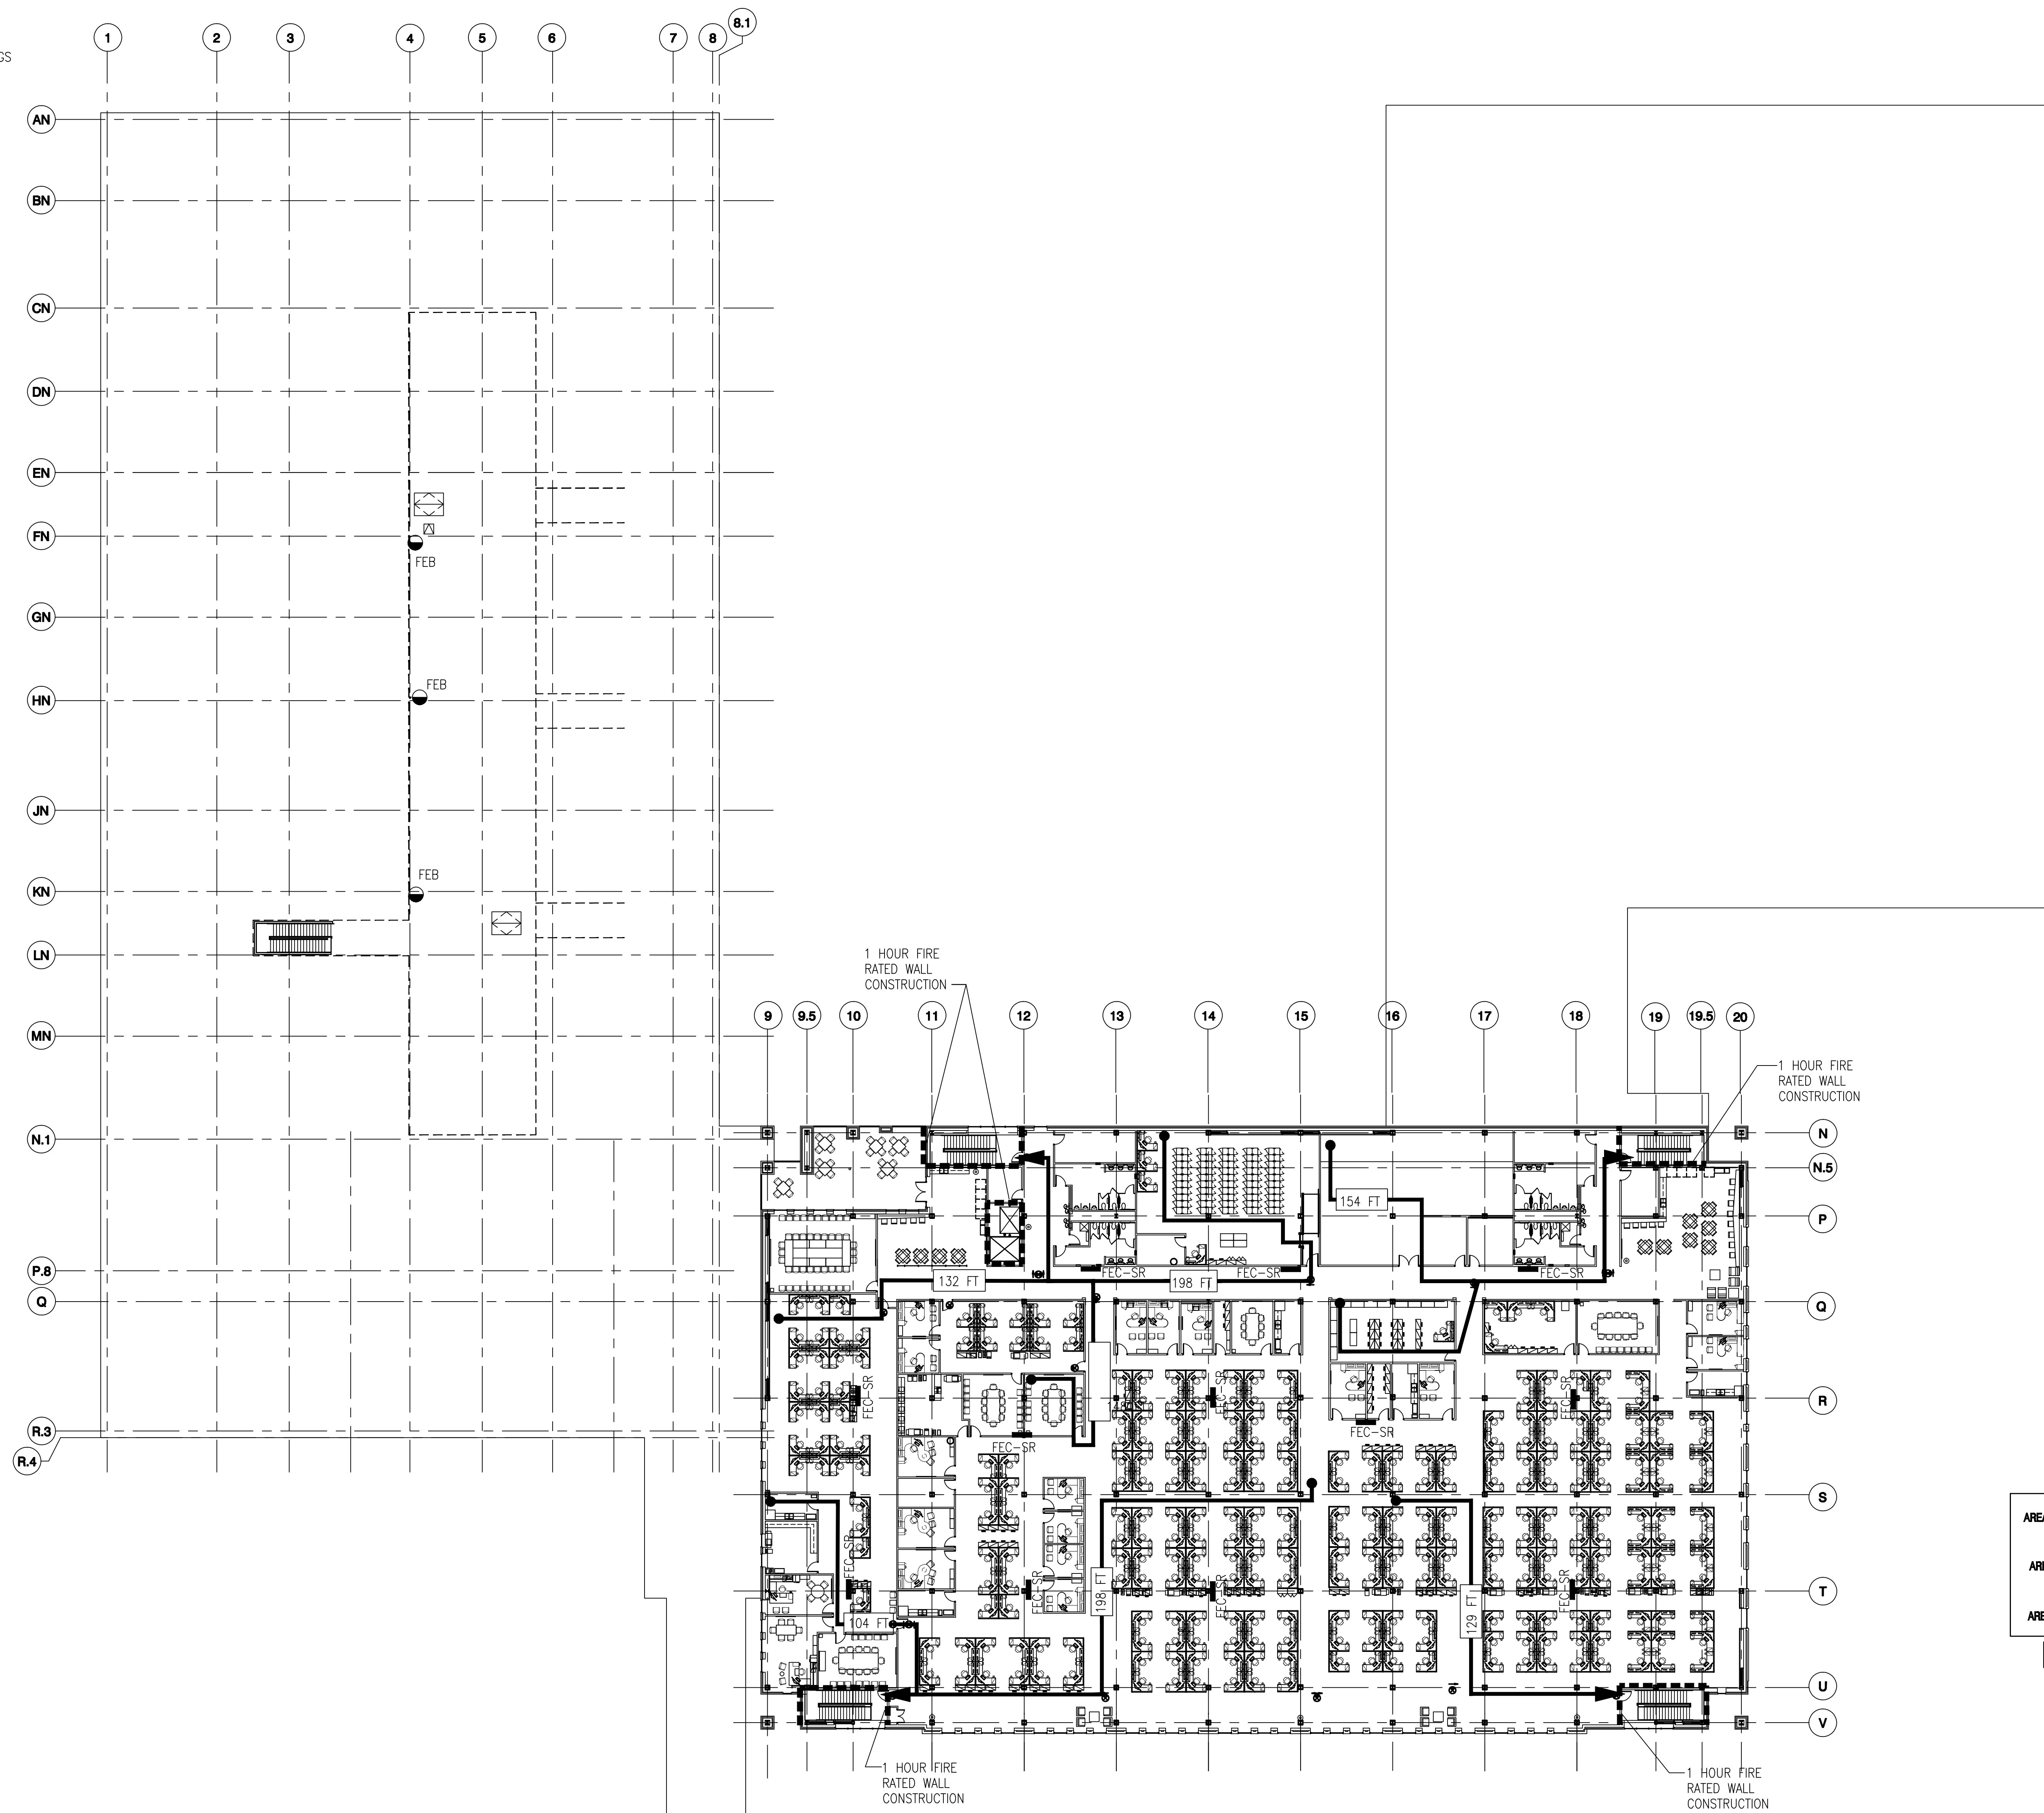 8.1
1
2
3
4
5
6
7
8
GS
AN
BN
CN
DN
EN
FN
FEB
GN
FEB
HN
JN
FEB
KN
LN
1 HOUR FIRE
RATED WALL
CONSTRUCTION
9
9.5
10
11
12
13
14
15
16
17
18
19
19.5
20
MN
1 HOUR FIRE
RATED WALL
CONSTRUCTION
N.1
N
N.5
154 FT
P
P.8
132 FT
FEC-SR
198 FT
FEC-SR
FEC-SR
Q
Q
FEC-SR
FEC-SR
FEC-SR
R
R.3
FEC-SR
FEC-SR
R.4
S
FEC-SR
FEC-SR
FEC-SR
FEC-SR
T
104 FT
198 FT
129 FT
U
V
1 HOUR FIRE
RATED WALL
CONSTRUCTION
1 HOUR FIRE
RATED WALL
CONSTRUCTION